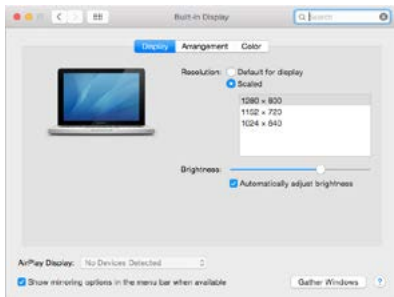 Built-in Display
Search
Display Arrangement Color
Resolution: Default for display
Scaled
1280 × 800
1152 × 720
1024 × 640
Brightness:
Automatically adjust brightness
AirPlay Display: No Devices Detected
Show mirroring options in the menu bar when available
Gather Windows ?